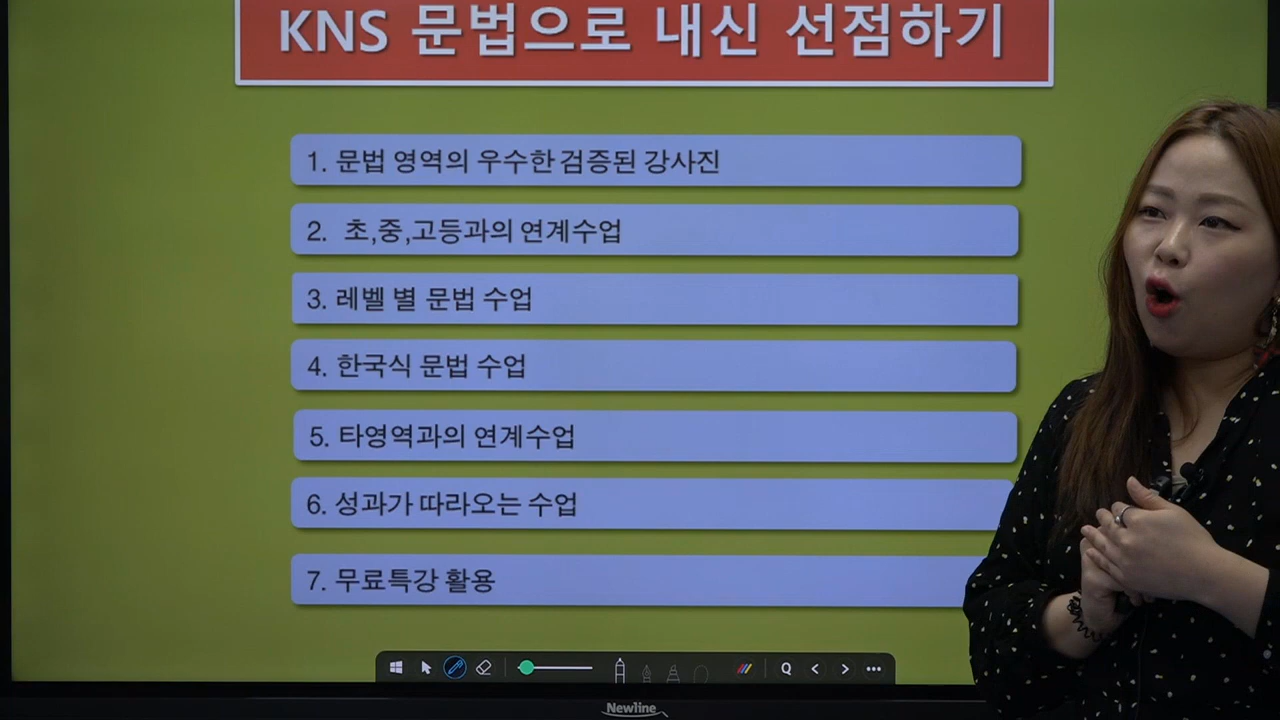 KNS 문법으로 내신 선점하기
1. 문법 영역의 우수한 검증된 강사진
2. 초,중,고등과의 연계수업
3. 레벨 별 문법 수업
4. 한국식 문법 수업
5. 타영역과의 연계수업
6. 성과가 따라오는 수업
7. 무료특강 활용
Newline